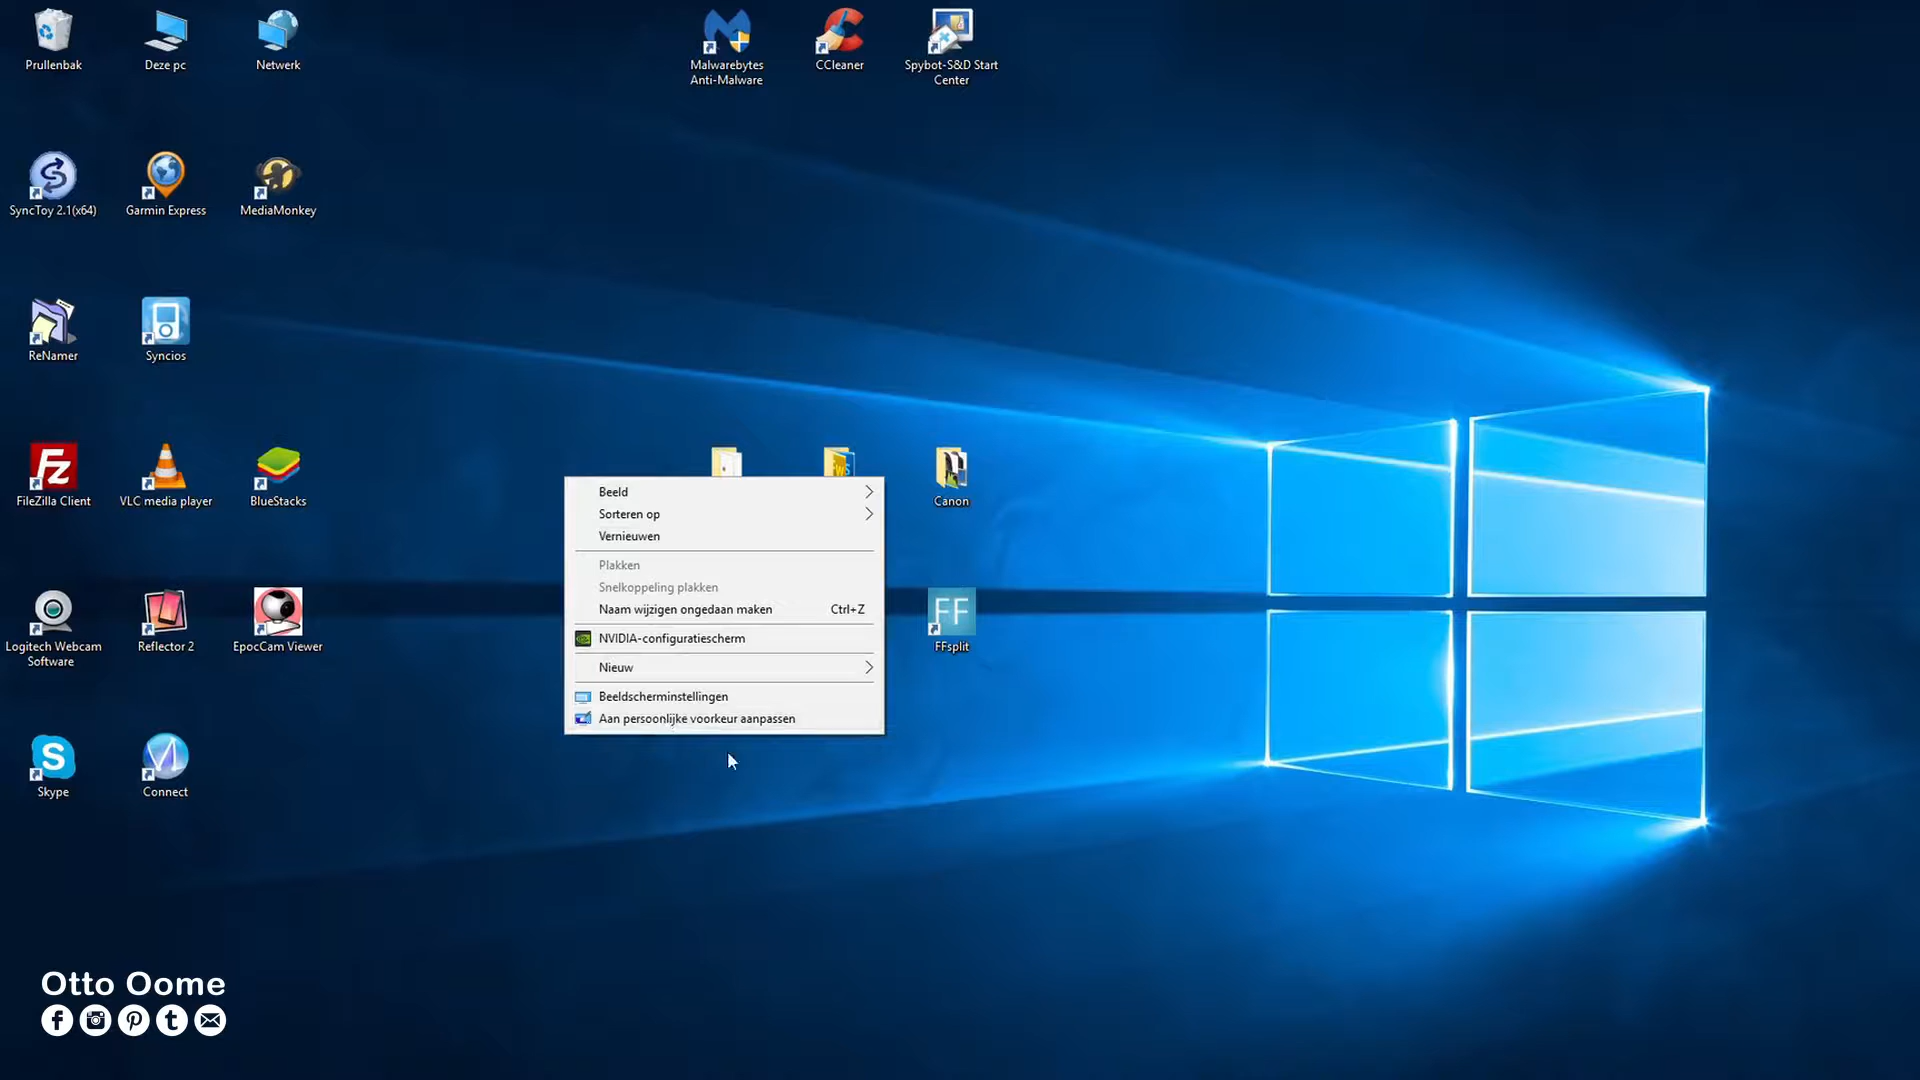 Prullenbak
Deze pc
Netwerk
Malwarebytes
Anti-Malware
CCleaner
Spybot-S&D Start
Center
SyncToy 2.1(x64)
Garmin Express
MediaMonkey
ReNamer
Syncios
FileZilla Client
VLC media player
BlueStacks
FwS
Canon
Beeld
Sorteren op
Vernieuwen
Plakken
Snelkoppeling plakken
Naam wijzigen ongedaan maken Ctrl+Z
NVIDIA-configuratiescherm
Nieuw
Beeldscherminstellingen
Aan persoonlijke voorkeur aanpassen
Logitech Webcam
Software
Reflector 2
EpocCam Viewer
FF
FFsplit
Skype
Connect
Otto Oome